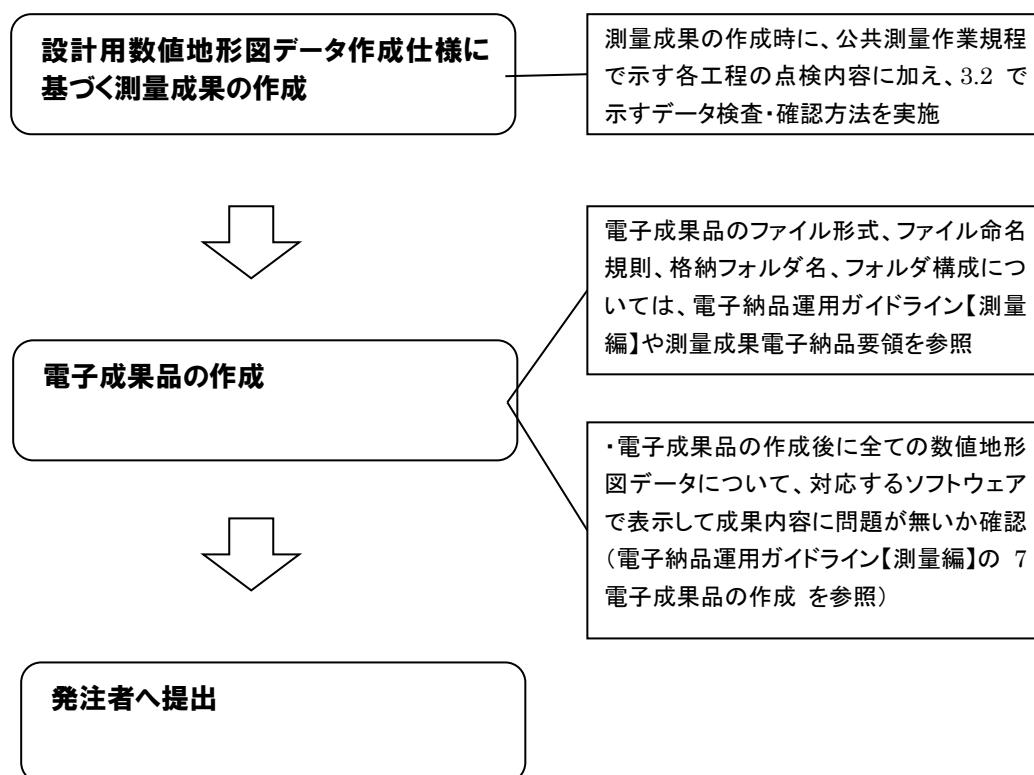 設計用数値地形図データ作成仕様に
基づく測量成果の作成
測量成果の作成時に、公共測量作業規程
で示す各工程の点検内容に加え、3.2 で
示すデータ検査・確認方法を実施
電子成果品のファイル形式、ファイル命名
規則、格納フォルダ名、フォルダ構成につ
いては、電子納品運用ガイドライン【測量
編】や測量成果電子納品要領を参照
電子成果品の作成
・電子成果品の作成後に全ての数値地形
図データについて、対応するソフトウェア
で表示して成果内容に問題が無いか確認
（電子納品運用ガイドライン【測量編】の 7
電子成果品の作成 を参照）
発注者へ提出